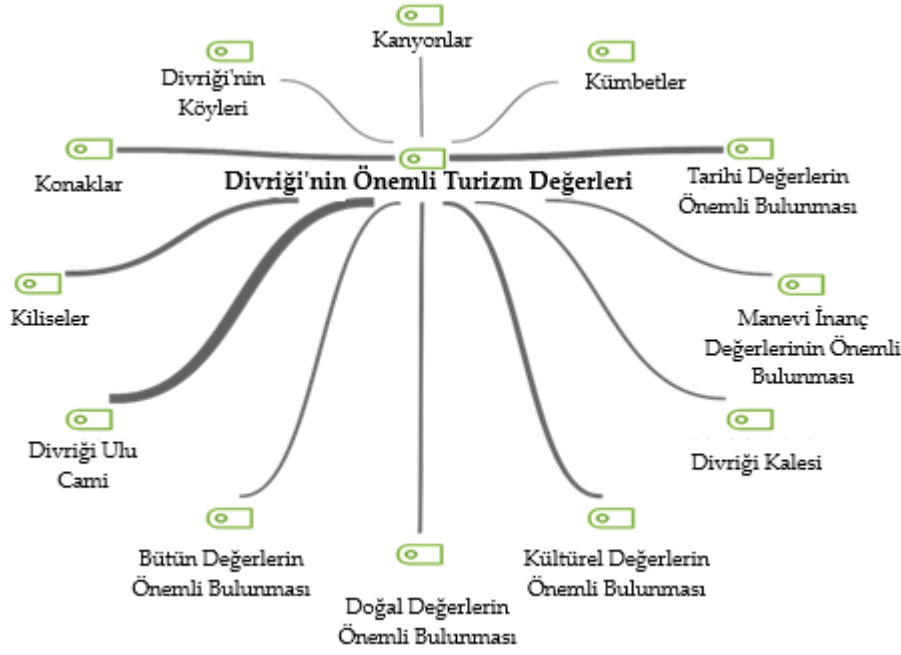 Kanyonlar
Divriği'nin
Köyleri
Kümbetler
Konaklar
Divriği'nin Önemli Turizm Değerleri
Tarihi Değerlerin
Önemli Bulunması
Kiliseler
Manevi İnanç
Değerlerinin Önemli
Bulunması
Divriği Ulu
Cami
Divriği Kalesi
Bütün Değerlerin
Önemli Bulunması
Kültürel Değerlerin
Önemli Bulunması
Doğal Değerlerin
Önemli Bulunması